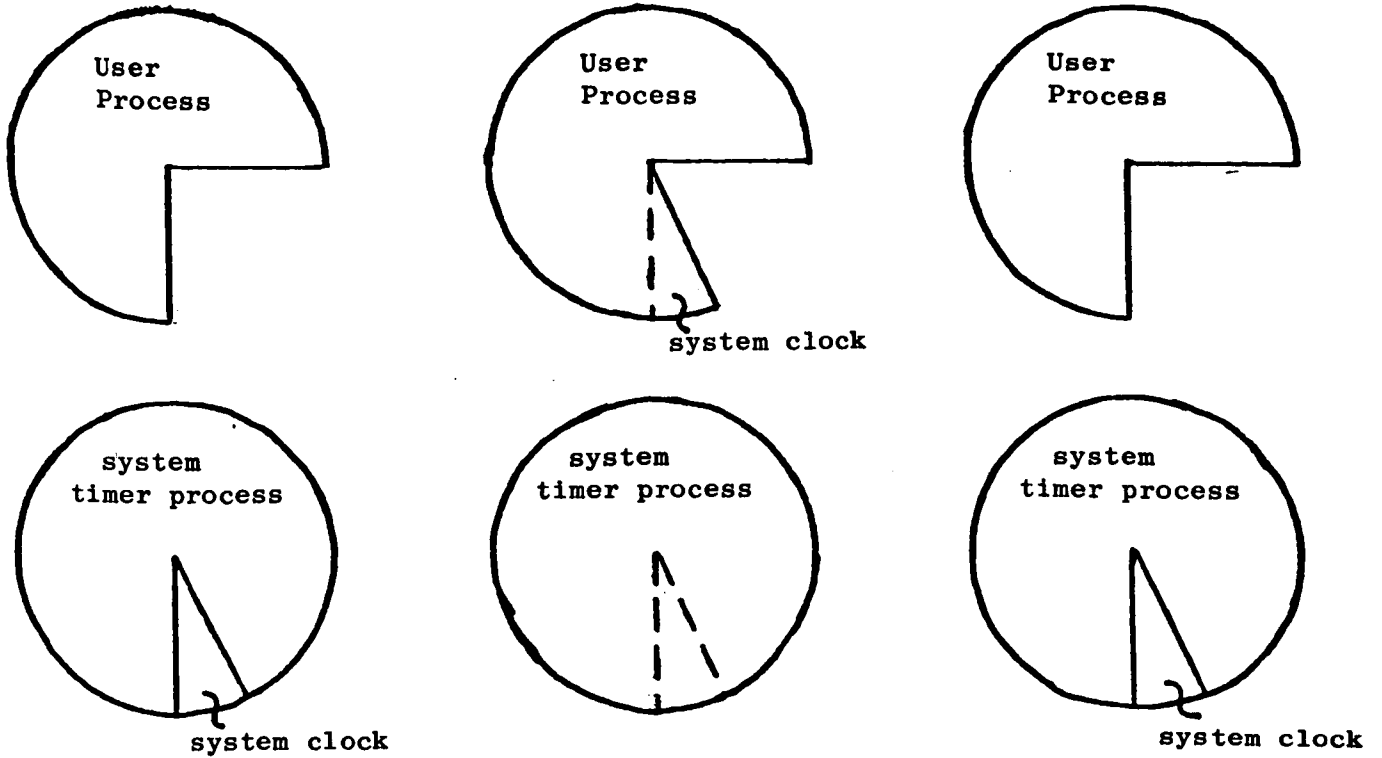 User
Process
User
Process
User
Process
system clock
system
timer process
system
timer process
system
timer process
system clock
system clock